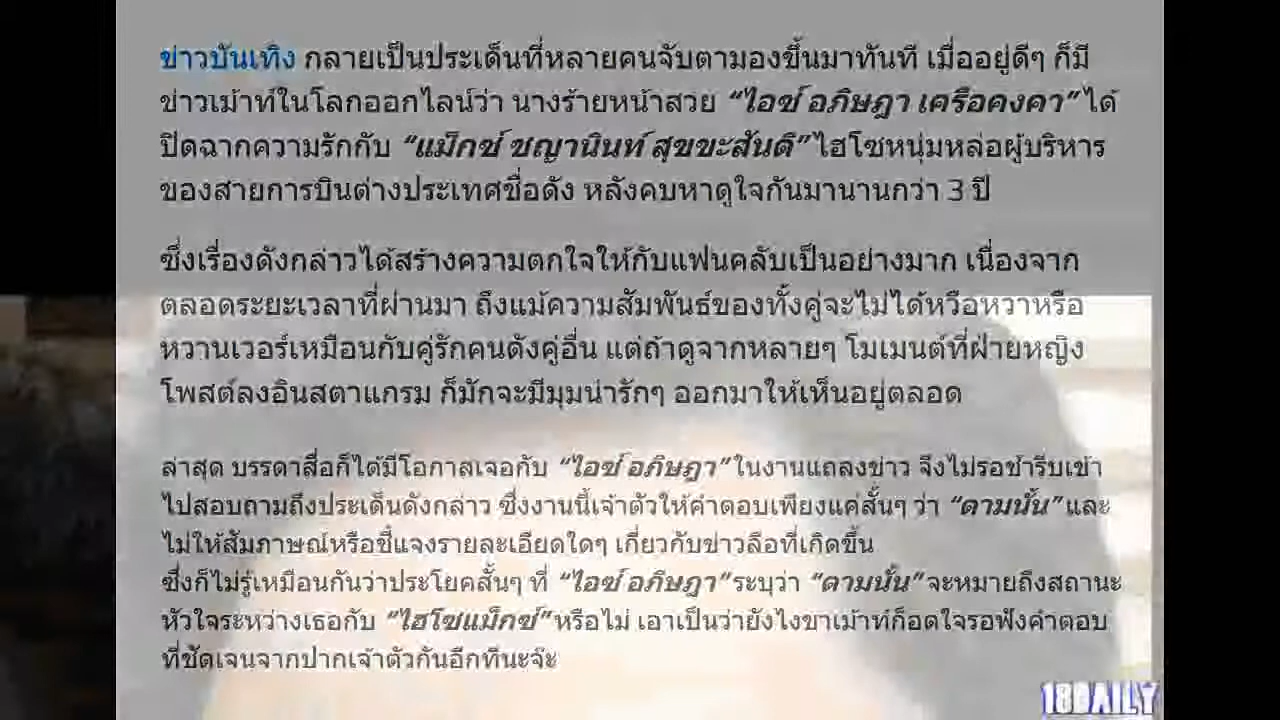 ข่าวบันเทิง กลายเป็นประเด็นที่หลายคนจับตามองขึ้นมาทันที เมื่ออยู่ดีๆ ก็มี
ข่าวเม้าท์ในโลกออกไลน์ว่า นางร้ายหน้าสวย “ไอซ์ อภิษฎา เครือคงคา” ได้
ปิดฉากความรักกับ “แม็กซ์ ชญานินท์ สุขขะสันติ” ไฮโซหนุ่มหล่อผู้บริหาร
ของสายการบินต่างประเทศชื่อดัง หลังคบหาดูใจกันมานานกว่า 3 ปี
ซึ่งเรื่องดังกล่าวได้สร้างความตกใจให้กับแฟนคลับเป็นอย่างมาก เนื่องจาก
ตลอดระยะเวลาที่ผ่านมา ถึงแม้ความสัมพันธ์ของทั้งคู่จะไม่ได้หวือหวาหรือ
หวานเวอร์เหมือนกับคู่รักคนดังคู่อื่น แต่ถ้าดูจากหลายๆ โมเมนต์ที่ฝ่ายหญิง
โพสต์ลงอินสตาแกรม ก็มักจะมีมุมน่ารักๆ ออกมาให้เห็นอยู่ตลอด
ล่าสุด บรรดาสื่อก็ได้มีโอกาสเจอกับ “ไอซ์ อภิษฎา” ในงานแถลงข่าว จึงไม่รอช้ารีบเข้า
ไปสอบถามถึงประเด็นดังกล่าว ซึ่งงานนี้เจ้าตัวให้คำตอบเพียงแค่สั้นๆ ว่า “ตามนั้น” และ
ไม่ให้สัมภาษณ์หรือชี้แจงรายละเอียดใดๆ เกี่ยวกับข่าวลือที่เกิดขึ้น
ซึ่งก็ไม่รู้เหมือนกันว่าประโยคสั้นๆ ที่ “ไอซ์ อภิษฎา” ระบุว่า “ตามนั้น” จะหมายถึงสถานะ
หัวใจระหว่างเธอกับ “ไฮโซแม็กซ์” หรือไม่ เอาเป็นว่ายังไงขาเม้าท์ก็อดใจรอฟังคำตอบ
ที่ชัดเจนจากปากเจ้าตัวกันอีกทีนะจ๊ะ
18DAILY